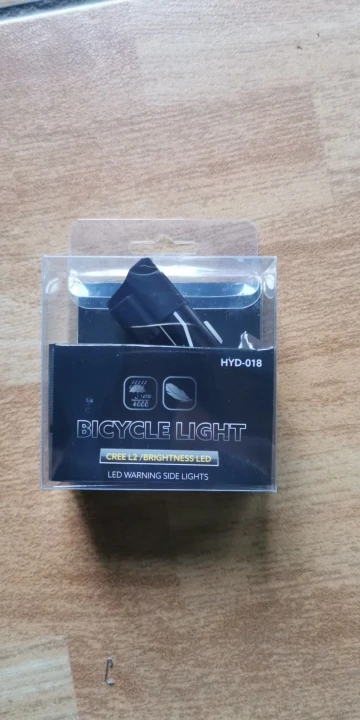 HYD-018
BICYCLE LIGHT
CREE L2 /BRIGHTNESS LED
LED WARNING SIDE LIGHTS